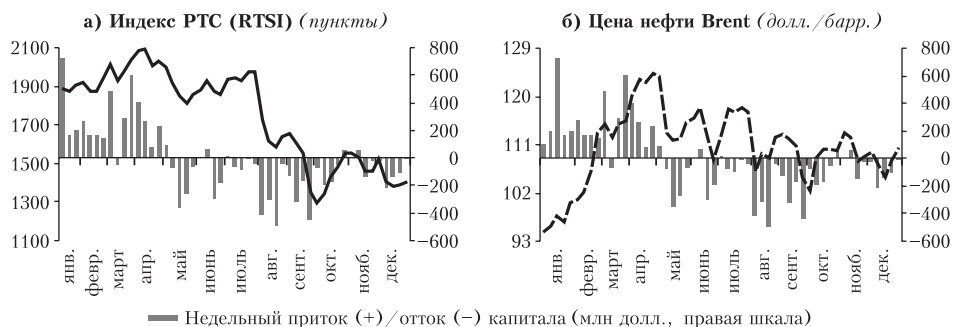 а) Индекс РТС (RTSI) (пункты)
2100
1900
1700
1500
1300
1100
800
600
400
200
0
−200
−400
−600
янв.
февр.
март
апр.
май
июнь
июль
авг.
сент.
окт.
нояб.
дек.
б) Цена нефти Brent (долл./барр.)
129
120
111
102
93
800
600
400
200
0
−200
−400
−600
янв.
февр.
март
апр.
май
июнь
июль
авг.
сент.
окт.
нояб.
дек.
Недельный приток (+)/отток (−) капитала (млн долл., правая шкала)